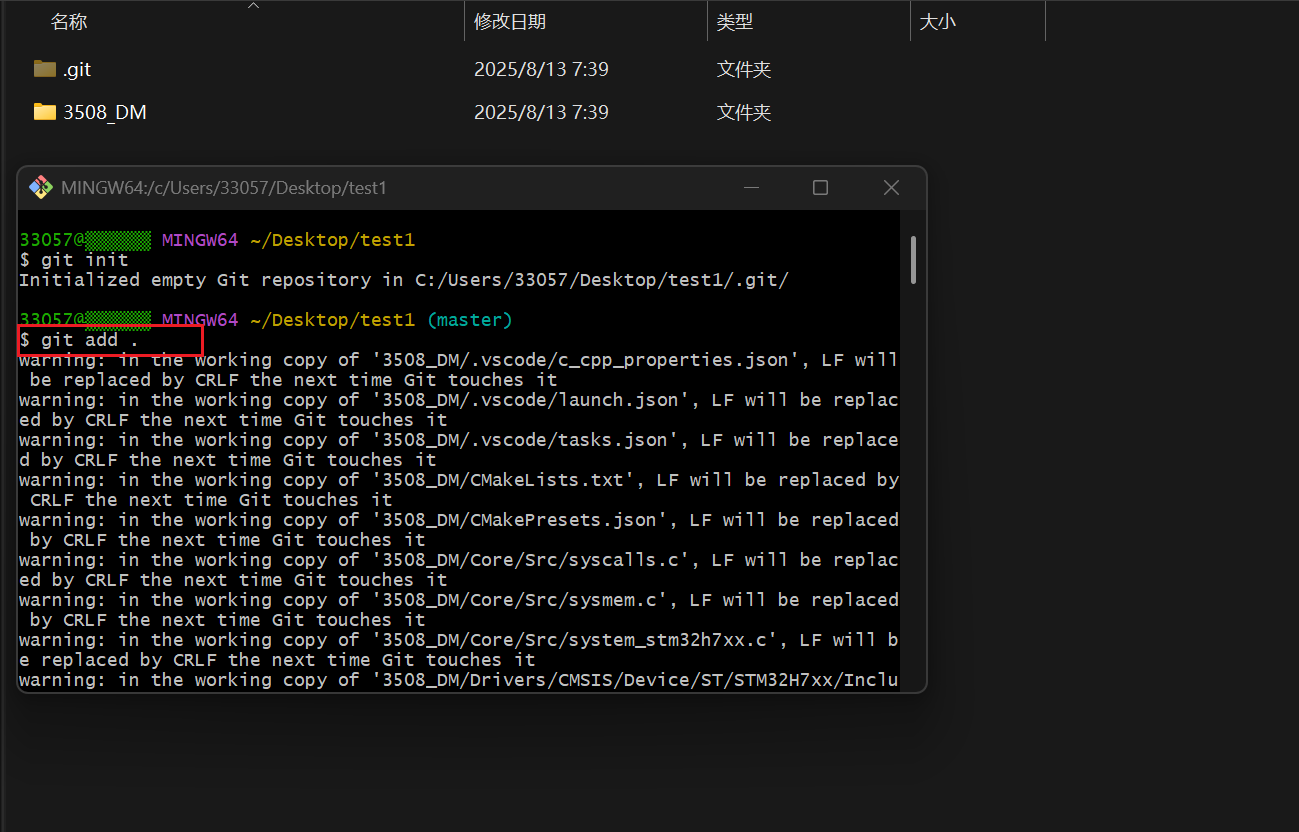 名称 修改日期 类型 大小
.git 2025/8/13 7:39 文件夹
3508_DM 2025/8/13 7:39 文件夹
MINGW64:/c/Users/33057/Desktop/test1
33057@ MINGW64 ~/Desktop/test1
$ git init
Initialized empty Git repository in C:/Users/33057/Desktop/test1/.git/
33057@ MINGW64 ~/Desktop/test1 (master)
$ git add .
warning: in the working copy of '3508_DM/.vscode/c_cpp_properties.json', LF will
be replaced by CRLF the next time Git touches it
warning: in the working copy of '3508_DM/.vscode/launch.json', LF will be replac
ed by CRLF the next time Git touches it
warning: in the working copy of '3508_DM/.vscode/tasks.json', LF will be replace
d by CRLF the next time Git touches it
warning: in the working copy of '3508_DM/CMakeLists.txt', LF will be replaced by
CRLF the next time Git touches it
warning: in the working copy of '3508_DM/CMakePresets.json', LF will be replaced
by CRLF the next time Git touches it
warning: in the working copy of '3508_DM/Core/Src/syscalls.c', LF will be replac
ed by CRLF the next time Git touches it
warning: in the working copy of '3508_DM/Core/Src/sysmem.c', LF will be replaced
by CRLF the next time Git touches it
warning: in the working copy of '3508_DM/Core/Src/system_stm32h7xx.c', LF will b
e replaced by CRLF the next time Git touches it
warning: in the working copy of '3508_DM/Drivers/CMSIS/Device/ST/STM32H7xx/Inclu